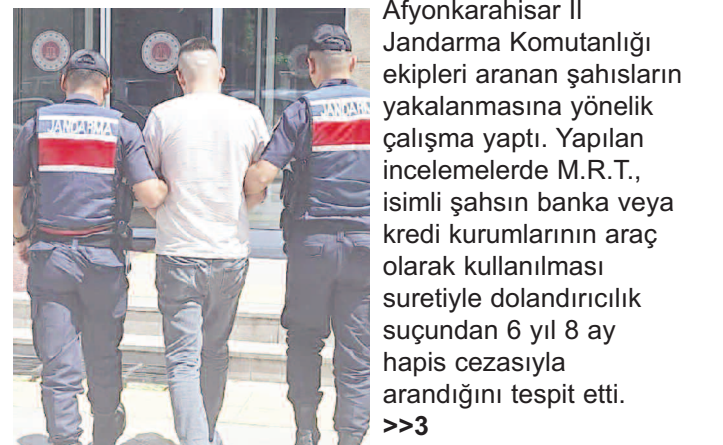 Afyonkarahisar İl
Jandarma Komutanlığı
ekipleri aranan şahısların
yakalanmasına yönelik
çalışma yaptı. Yapılan
incelemelerde M.R.T.,
isimli şahsın banka veya
kredi kurumlarının araç
olarak kullanılması
suretiyle dolandırıcılık
suçundan 6 yıl 8 ay
hapis cezasıyla
arandığını tespit etti.
>>3
JANDARMA
JANDARMA